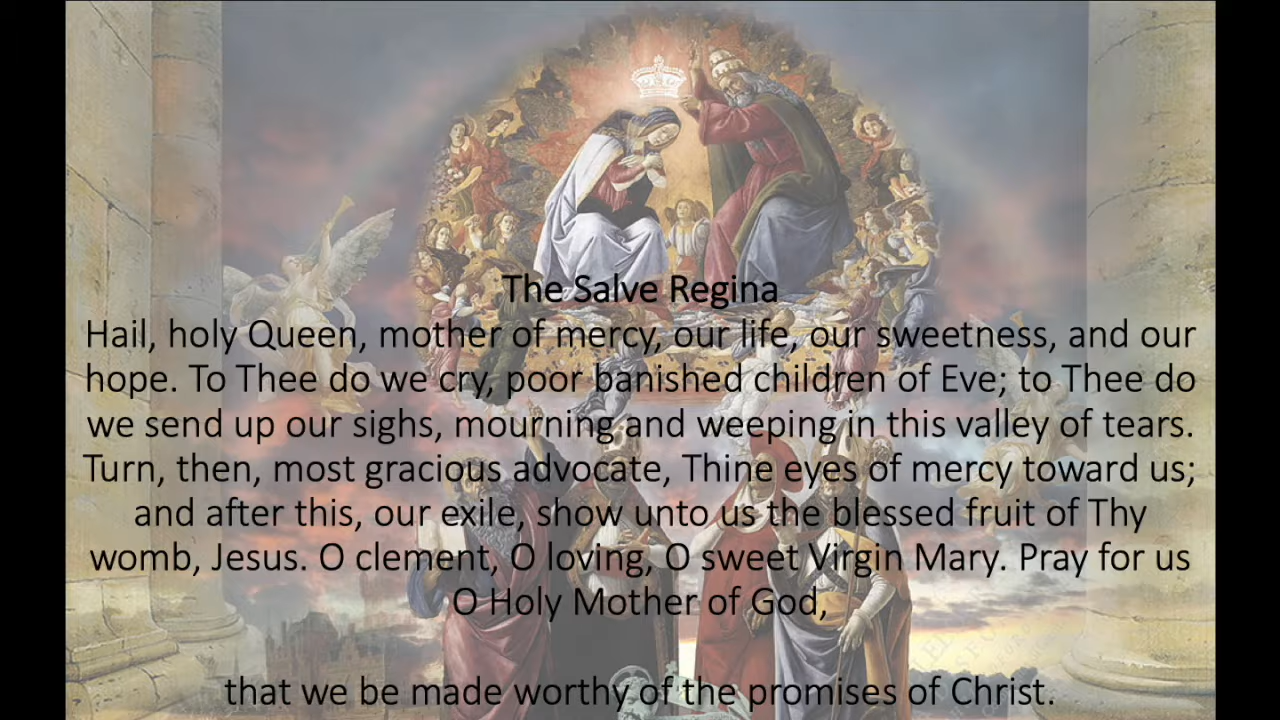 The Salve Regina
Hail, holy Queen, mother of mercy, our life, our sweetness, and our
hope. To Thee do we cry, poor banished children of Eve; to Thee do
we send up our sighs, mourning and weeping in this valley of tears.
Turn, then, most gracious advocate, Thine eyes of mercy toward us;
and after this, our exile, show unto us the blessed fruit of Thy
womb, Jesus. O clement, O loving, O sweet Virgin Mary. Pray for us
O Holy Mother of God,
that we be made worthy of the promises of Christ.